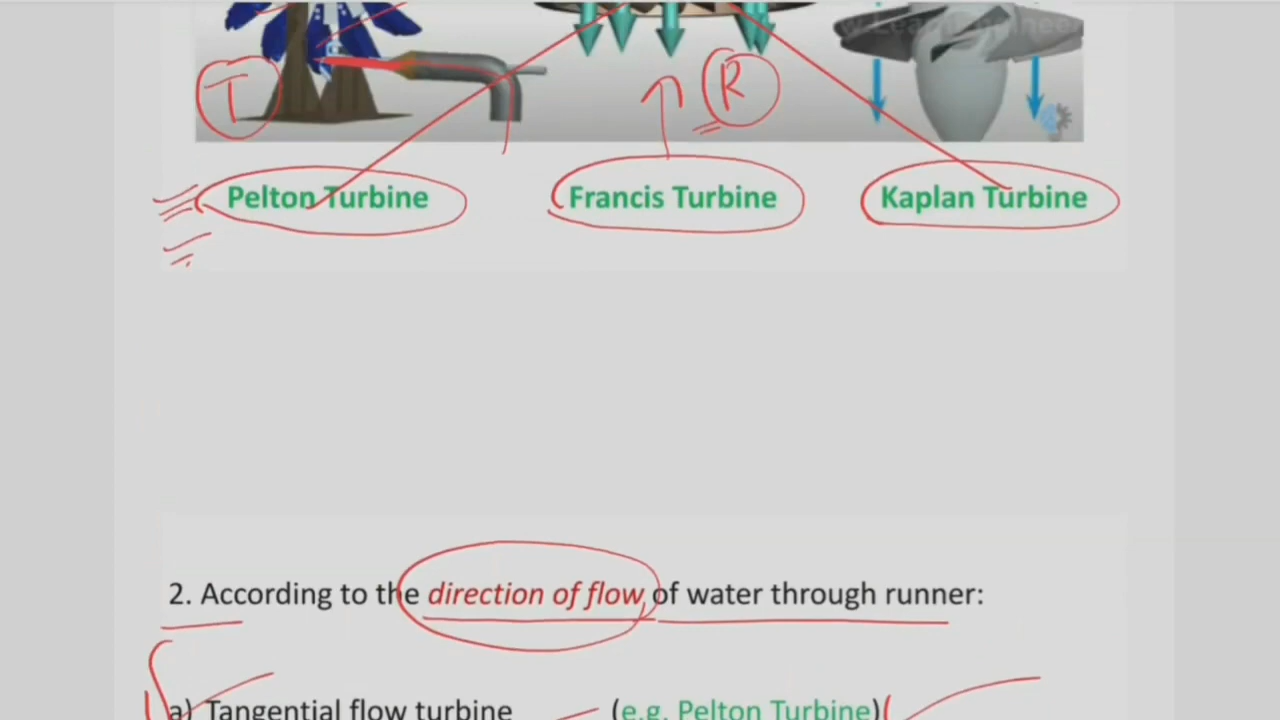 T
R
Pelton Turbine
Francis Turbine
Kaplan Turbine
2. According to the direction of flow of water through runner:
a) Tangential flow turbine (e.g. Pelton Turbine)